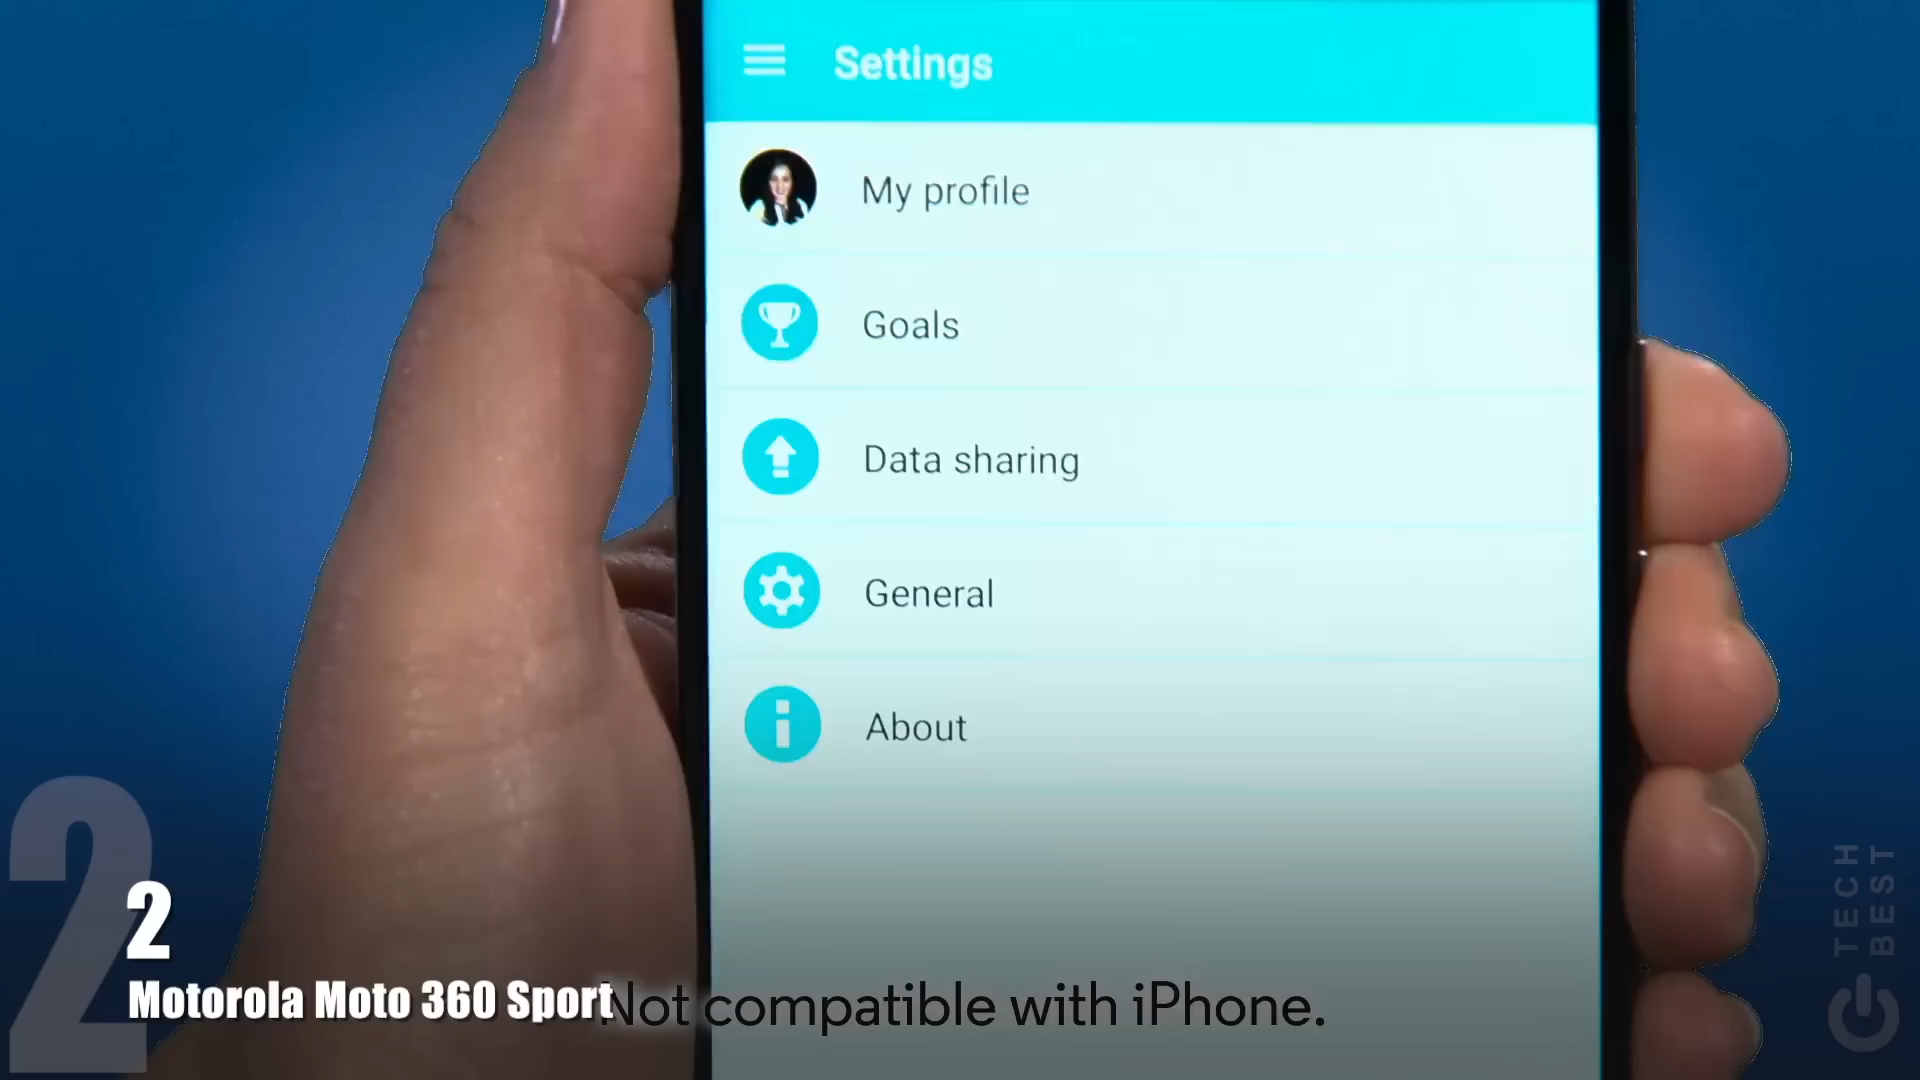 Settings
My profile
Goals
Data sharing
General
About
2
2
Motorola Moto 360 Sport
Not compatible with iPhone.
TECH
BEST